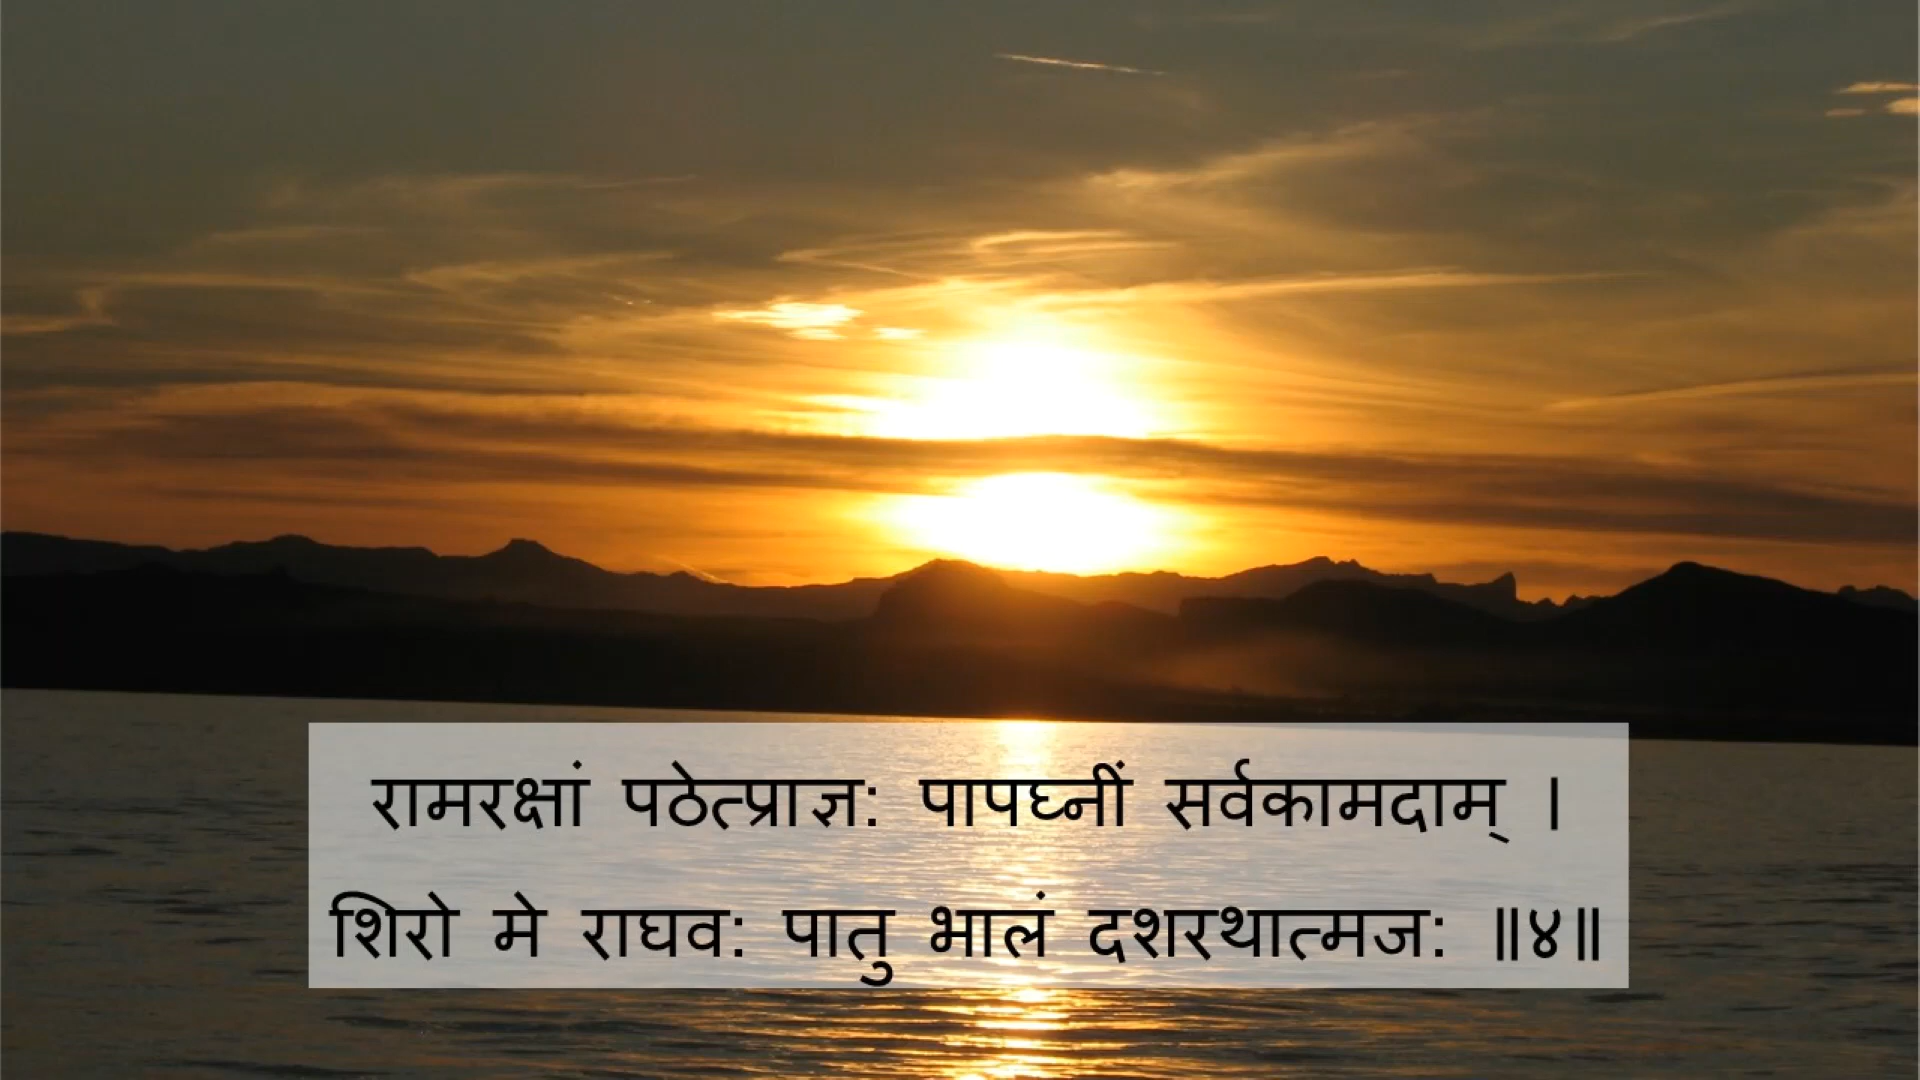 रामरक्षां पठेत्प्राज्ञ: पापघ्नीं सर्वकामदाम् ।
शिरो मे राघव: पातु भालं दशरथात्मज: ॥४॥